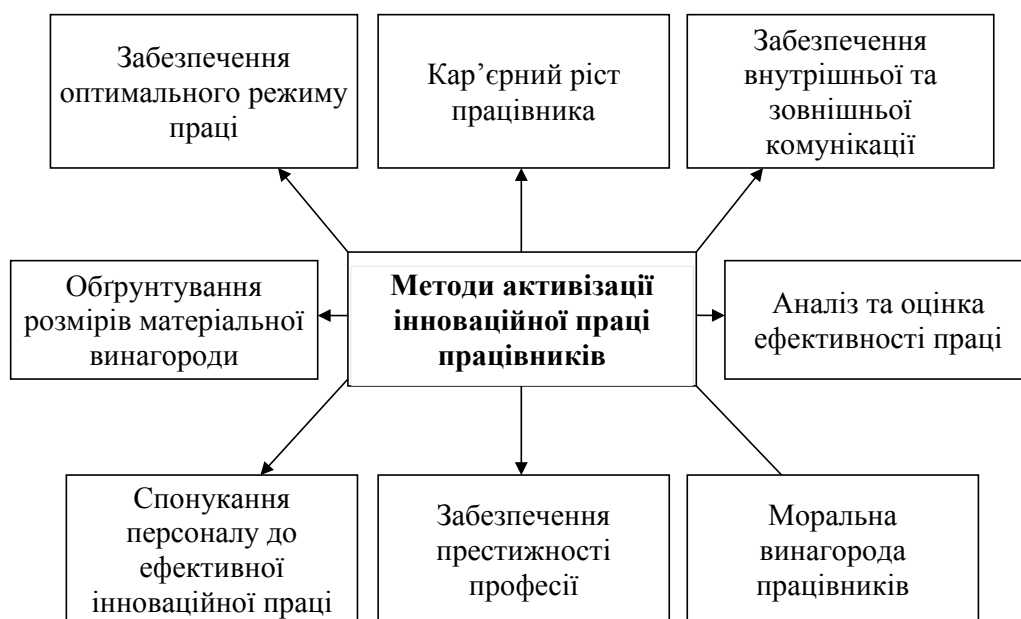 Забезпечення
оптимального режиму
праці
Кар’єрний ріст
працівника
Забезпечення
внутрішньої та
зовнішньої
комунікації
Обґрунтування
розмірів матеріальної
винагороди
Методи активізації
інноваційної праці
працівників
Аналіз та оцінка
ефективності праці
Спонукання
персоналу до
ефективної
інноваційної праці
Забезпечення
престижності
професії
Моральна
винагорода
працівників